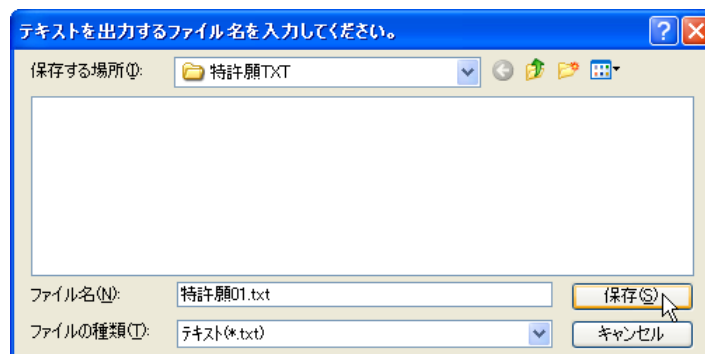 テキストを出力するファイル名を入力してください。
保存する場所(I):
特許願TXT
ファイル名(N):
特許願01.txt
保存(S)
ファイルの種類(T):
テキスト(*.txt)
キャンセル